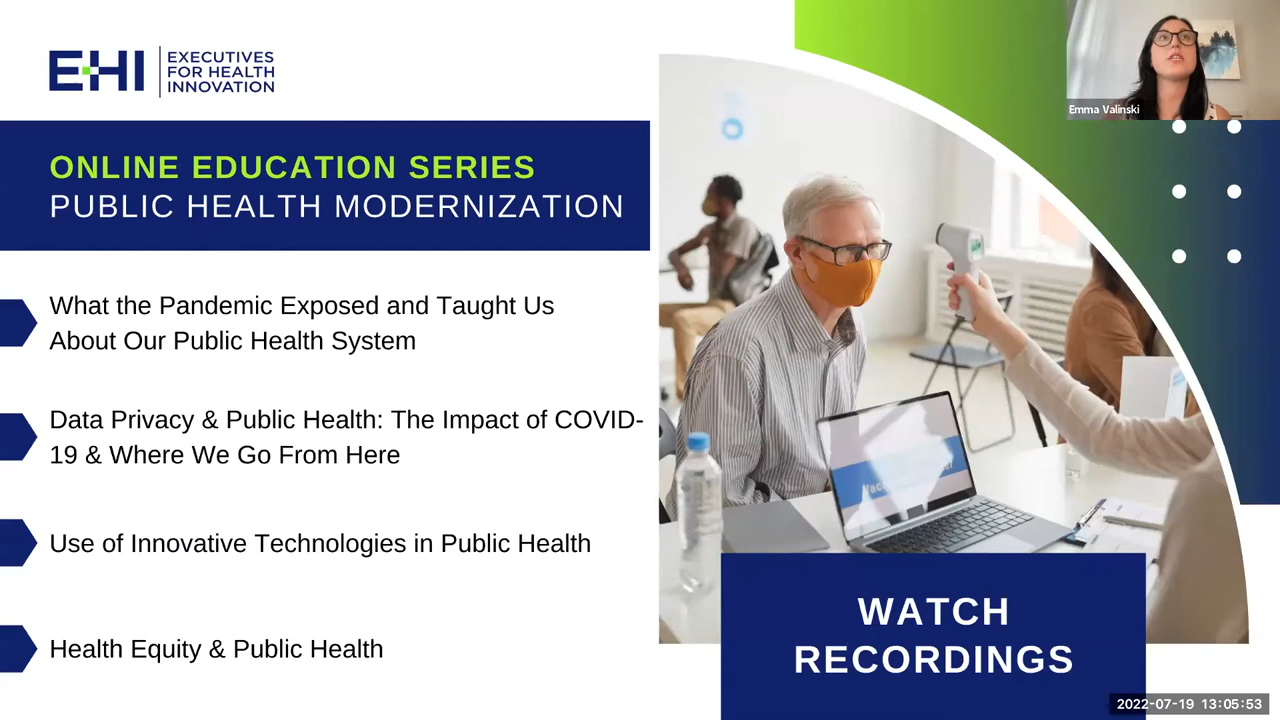 EHI
EXECUTIVES
FOR HEALTH
INNOVATION
Emma Valinski
ONLINE EDUCATION SERIES
PUBLIC HEALTH MODERNIZATION
What the Pandemic Exposed and Taught Us
About Our Public Health System
Data Privacy & Public Health: The Impact of COVID-
19 & Where We Go From Here
Use of Innovative Technologies in Public Health
Health Equity & Public Health
WATCH
RECORDINGS
2022-07-19 13:05:53